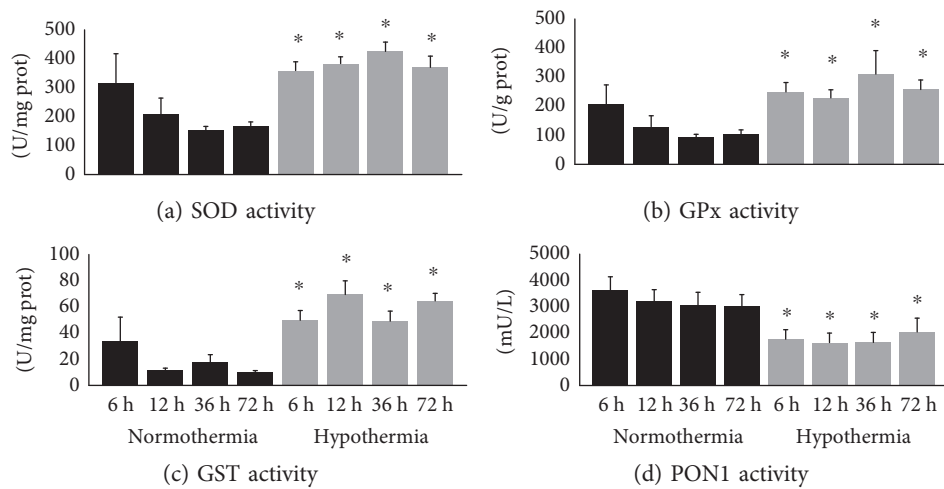 500
400
300
200
100
0
(U/mg prot)
* * * *
(a) SOD activity
500
400
300
200
100
0
(U/g prot)
* * * *
(b) GPx activity
100
80
60
40
20
0
(U/mg prot)
* * * *
6 h 12 h 36 h 72 h 6 h 12 h 36 h 72 h
Normothermia Hypothermia
(c) GST activity
5000
4000
3000
2000
1000
0
(mU/L)
* * * *
6 h 12 h 36 h 72 h 6 h 12 h 36 h 72 h
Normothermia Hypothermia
(d) PON1 activity